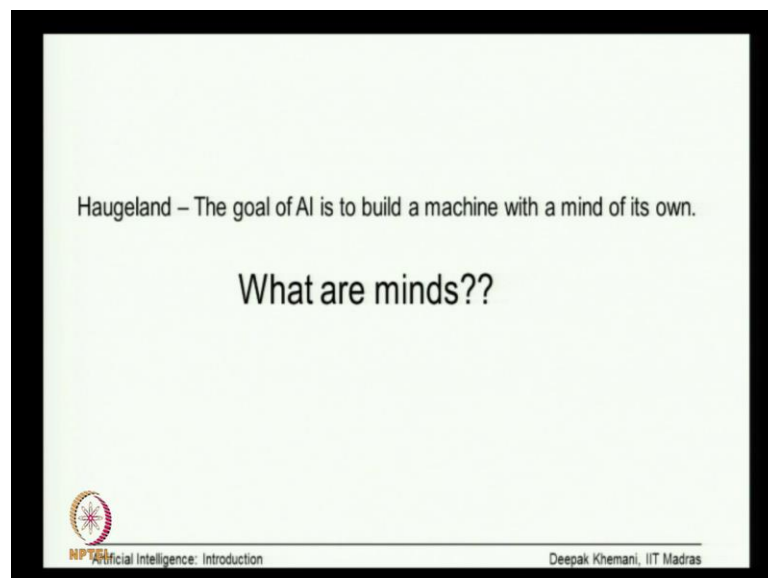 Haugeland – The goal of AI is to build a machine with a mind of its own.
What are minds??
NPTEL
Artificial Intelligence: Introduction
Deepak Khemani, IIT Madras